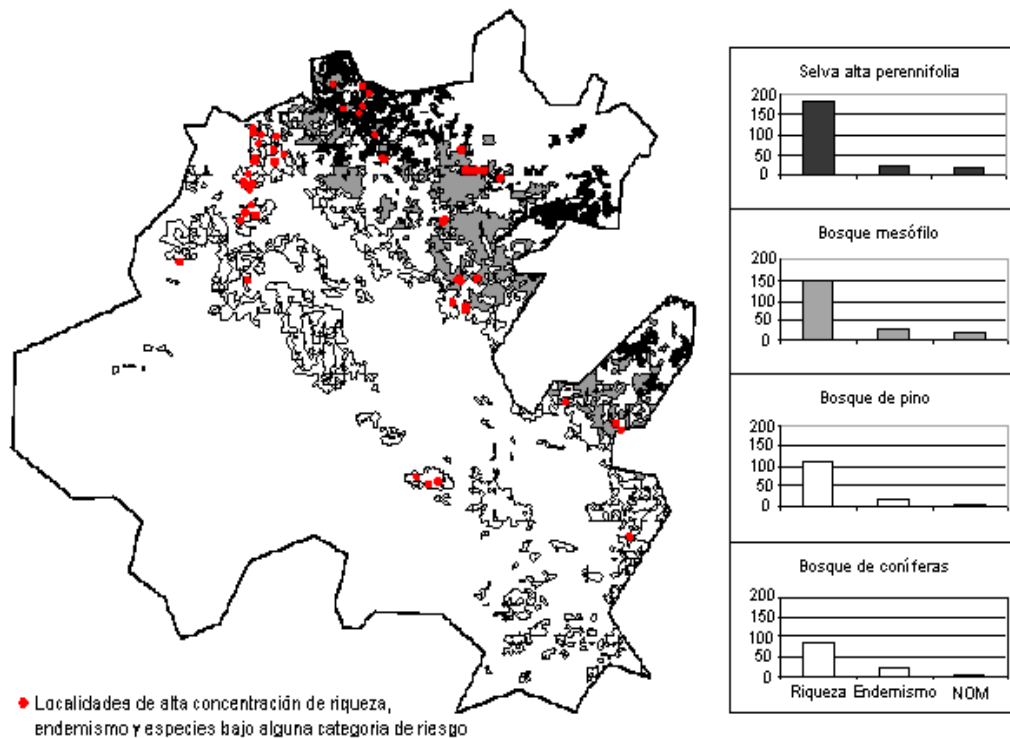 Selva alta perennifolia
200
150
100
50
0
Bosque mesófilo
200
150
100
50
0
Bosque de pino
200
150
100
50
0
Bosque de coníferas
200
150
100
50
0
Riqueza Endemismo NOM
Localidades de alta concentración de riqueza,
endemismo y especies bajo alguna categoria de riesgo